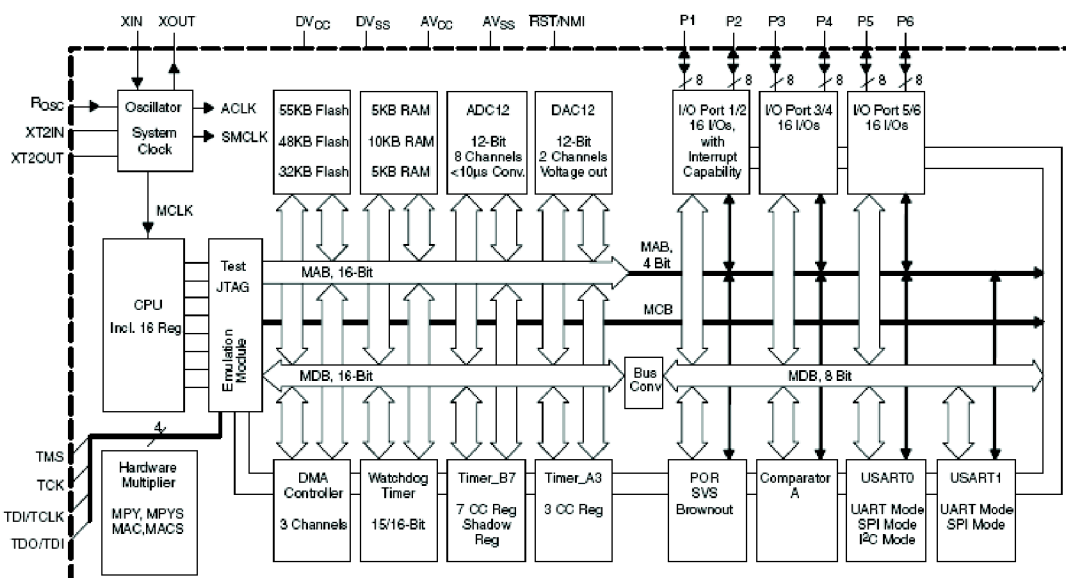 XIN XOUT DVCC DVSS AVCC AVSS RST/NMI P1 P2 P3 P4 P5 P6
8 8 8 8 8 8
ROSC
XT2IN
XT2OUT
Oscillator
System
Clock
ACLK
SMCLK
MCLK
55KB Flash
48KB Flash
32KB Flash
5KB RAM
10KB RAM
5KB RAM
ADC12
12-Bit
8 Channels
<10µs Conv.
DAC12
12-Bit
2 Channels
Voltage out
I/O Port 1/2
16 I/Os,
with
Interrupt
Capability
I/O Port 3/4
16 I/Os
I/O Port 5/6
16 I/Os
CPU
Incl. 16 Reg
Test
JTAG
Emulation
Module
MAB, 16-Bit
MAB,
4 Bit
MCB
MDB, 16-Bit
Bus
Conv
MDB, 8 Bit
4
TMS
TCK
TDI/TCLK
TDO/TDI
Hardware
Multiplier
MPY, MPYS
MAC,MACS
DMA
Controller
3 Channels
Watchdog
Timer
15/16-Bit
Timer_B7
7 CC Reg
Shadow
Reg
Timer_A3
3 CC Reg
POR
SVS
Brownout
Comparator
A
USART0
UART Mode
SPI Mode
I²C Mode
USART1
UART Mode
SPI Mode